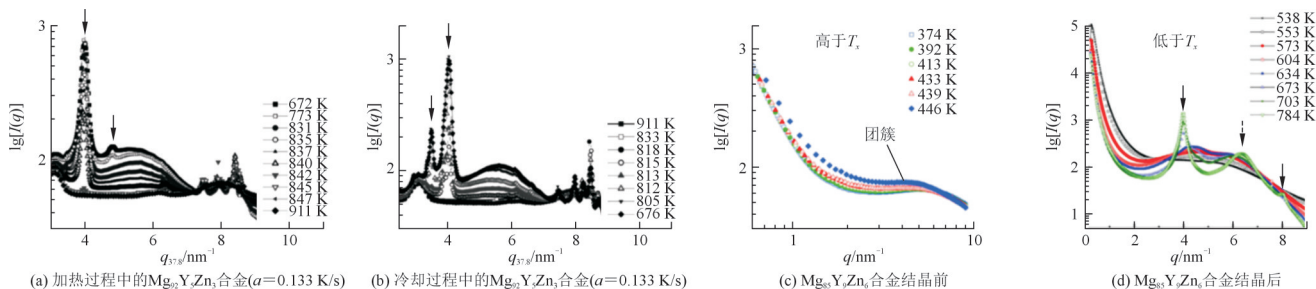 3
2
lg[I(q)]
4
6
8
10
q₃₇.₈/nm⁻¹
672 K
773 K
831 K
835 K
837 K
840 K
842 K
845 K
847 K
911 K
(a) 加热过程中的Mg₉₂Y₅Zn₃合金(a=0.133 K/s)
3
2
lg[I(q)]
4
6
8
10
q₃₇.₈/nm⁻¹
911 K
833 K
818 K
815 K
813 K
812 K
805 K
676 K
(b) 冷却过程中的Mg₉₂Y₅Zn₃合金(a=0.133 K/s)
3
2
lg[I(q)]
高于Tₓ
374 K
392 K
413 K
433 K
439 K
446 K
团簇
1
10
q/nm⁻¹
(c) Mg₈₅Y₉Zn₆合金结晶前
5
4
3
2
1
lg[I(q)]
低于Tₓ
538 K
553 K
573 K
604 K
634 K
673 K
703 K
784 K
0
2
4
6
8
q/nm⁻¹
(d) Mg₈₅Y₉Zn₆合金结晶后